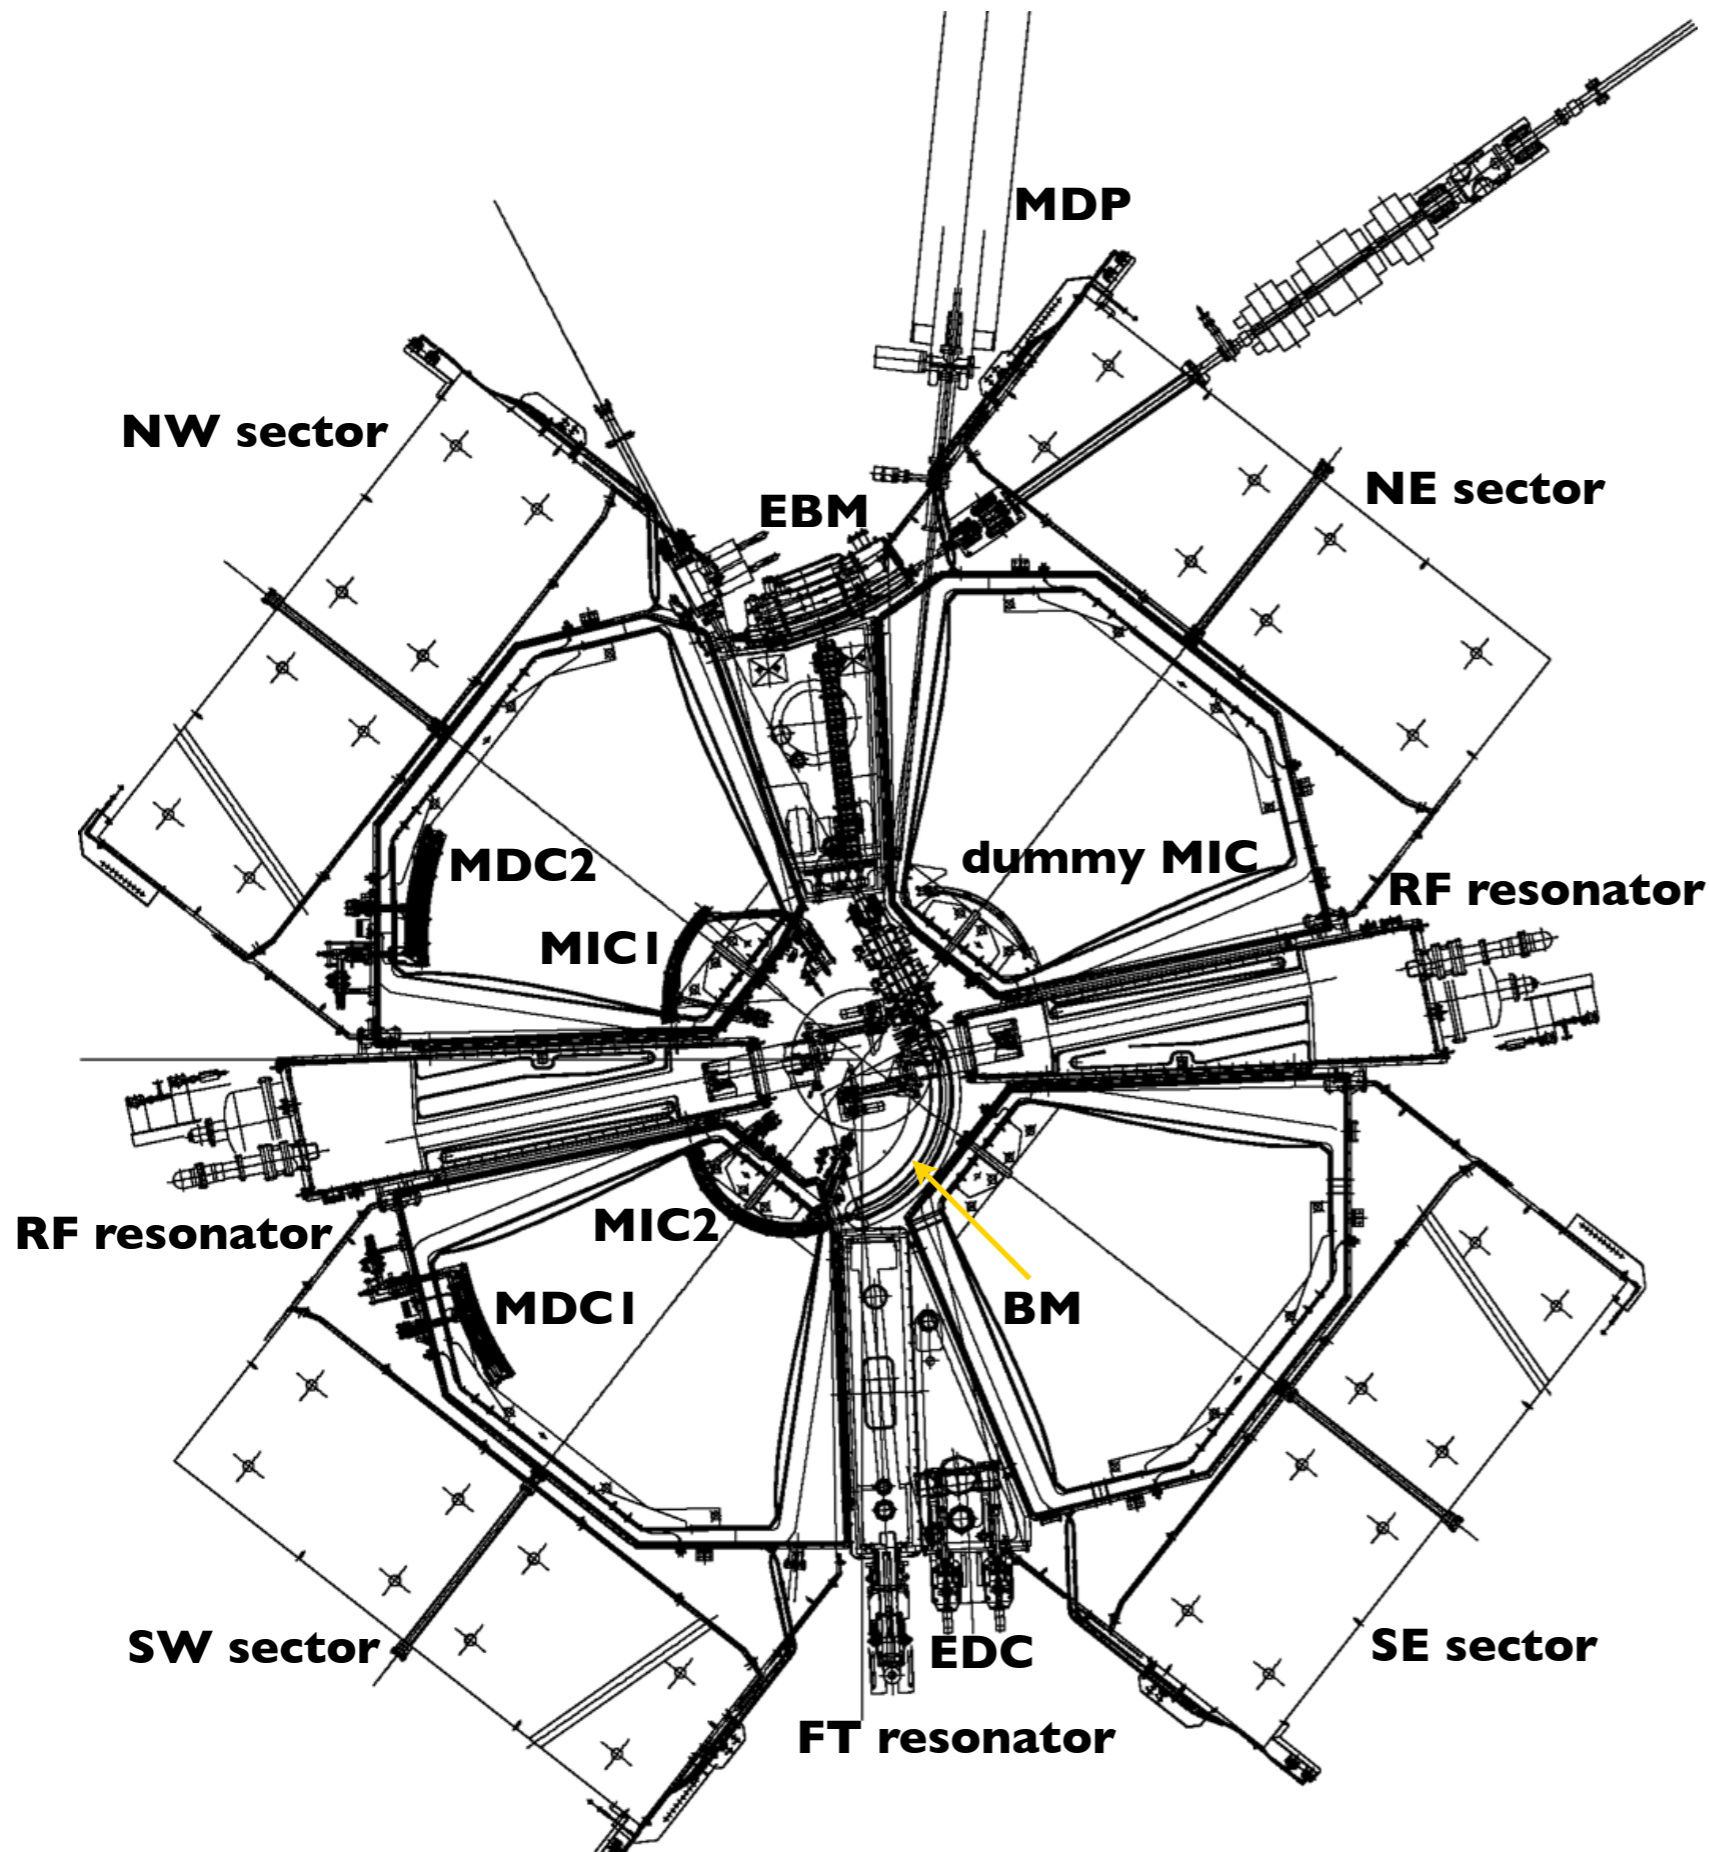 MDP
NW sector
NE sector
EBM
MDC2
dummy MIC
RF resonator
MIC1
MIC2
RF resonator
MDC1
BM
SW sector
EDC
SE sector
FT resonator